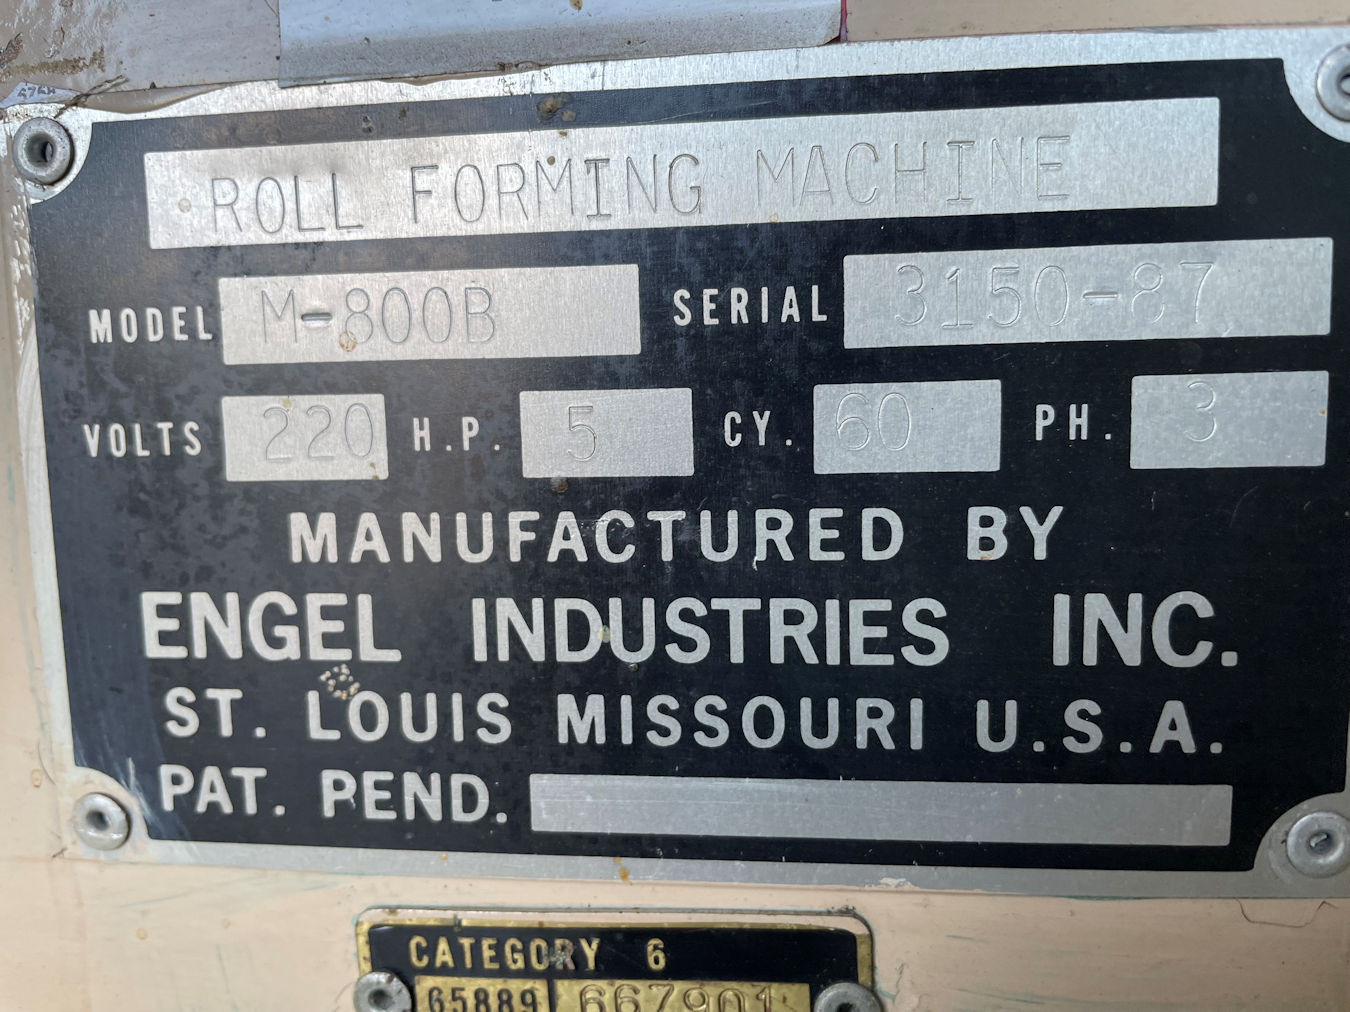 ROLL FORMING MACHINE
MODEL M-800B SERIAL 3150-87
VOLTS 220 H.P. 5 CY. 60 PH. 3
MANUFACTURED BY
ENGEL INDUSTRIES INC.
ST. LOUIS MISSOURI U.S.A.
PAT. PEND.
CATEGORY 6
65889 667901